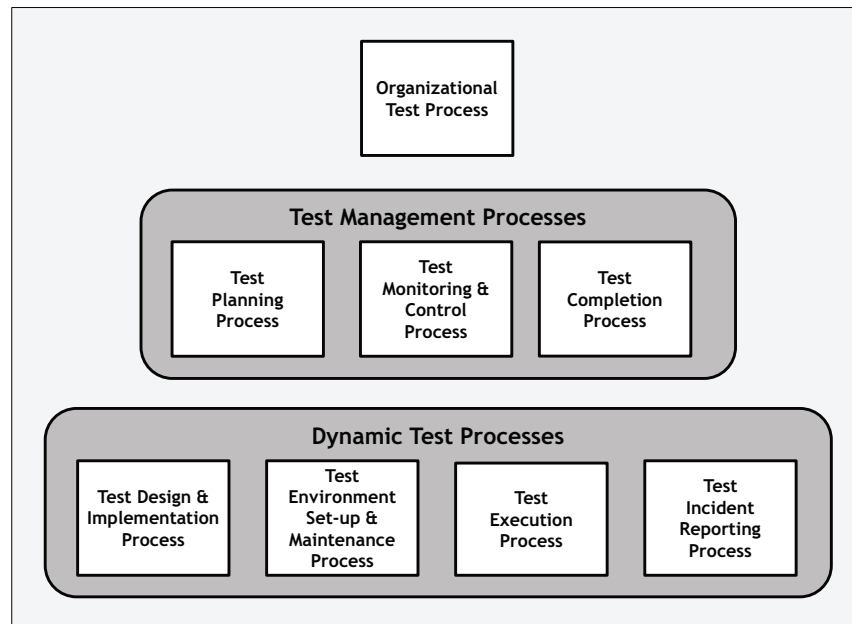 Organizational
Test Process
Test Management Processes
Test
Planning
Process
Test
Monitoring &
Control
Process
Test
Completion
Process
Dynamic Test Processes
Test Design &
Implementation
Process
Test
Environment
Set-up &
Maintenance
Process
Test
Execution
Process
Test
Incident
Reporting
Process